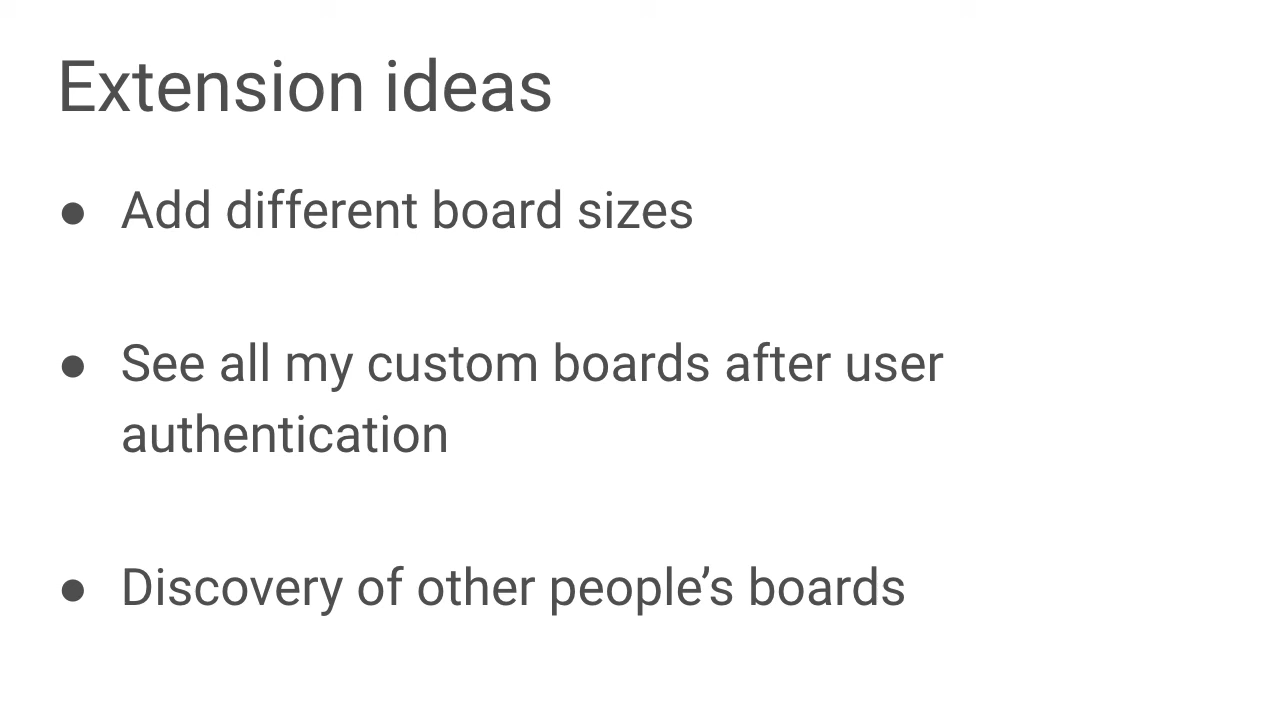 Extension ideas
● Add different board sizes
● See all my custom boards after user
authentication
● Discovery of other people’s boards